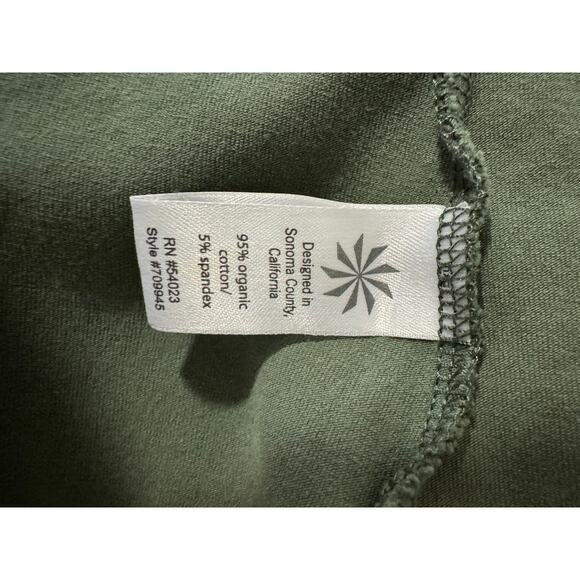 Designed in
Sonoma County,
California
95% organic
cotton/
5% spandex
RN #54023
Style #709945